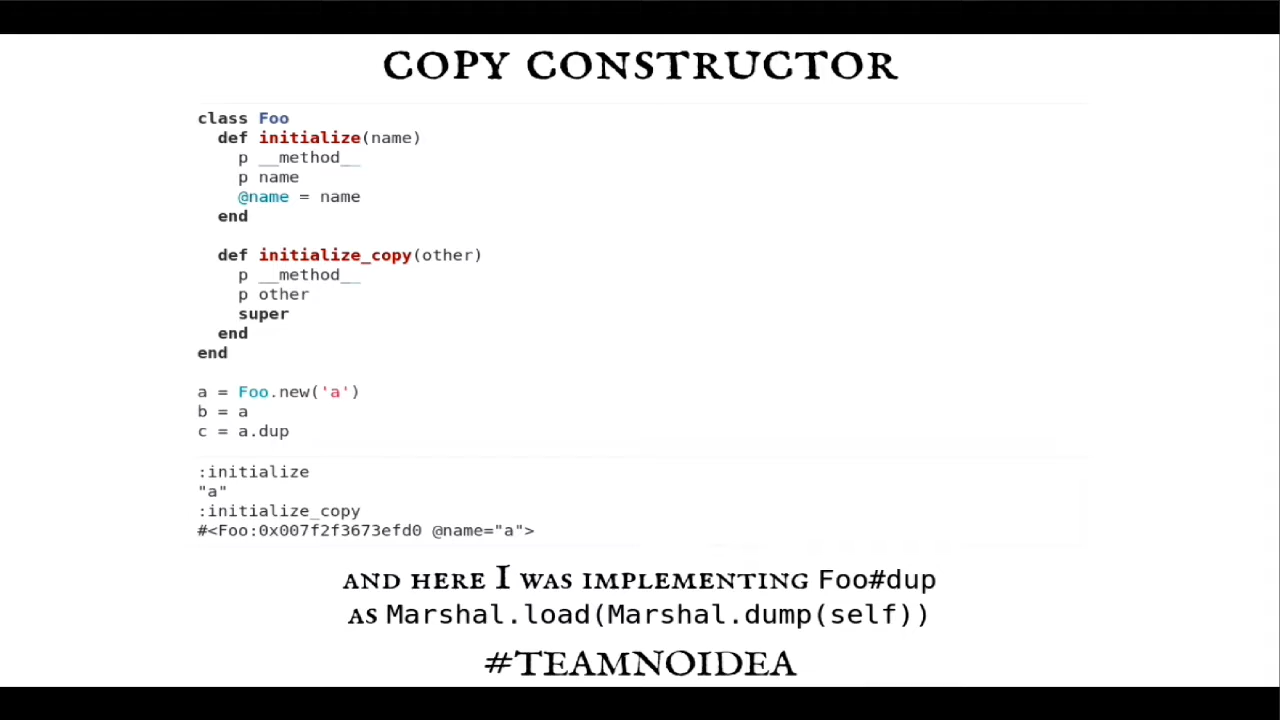 COPY CONSTRUCTOR
class Foo
  def initialize(name)
    p __method__
    p name
    @name = name
  end

  def initialize_copy(other)
    p __method__
    p other
    super
  end
end

a = Foo.new('a')
b = a
c = a.dup

:initialize
"a"
:initialize_copy
#<Foo:0x007f2f3673efd0 @name="a">
AND HERE I WAS IMPLEMENTING Foo#dup
AS Marshal.load(Marshal.dump(self))
#TEAMNOIDEA